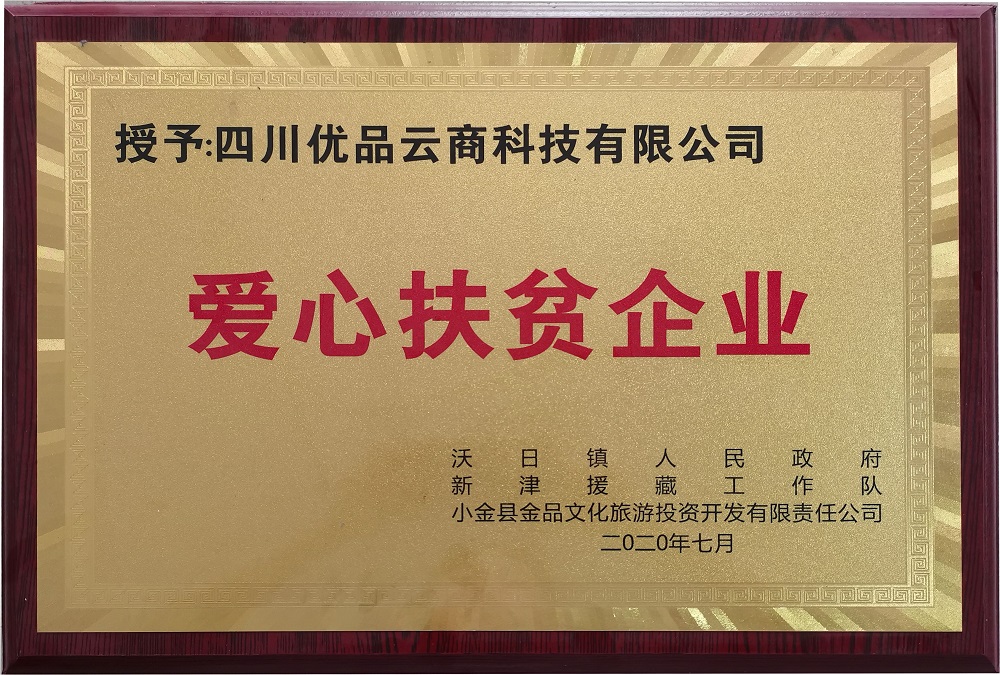 授予:四川优品云商科技有限公司
爱心扶贫企业
沃日镇人民政府
新津援藏工作队
小金县金品文化旅游投资开发有限责任公司
二0二0年七月